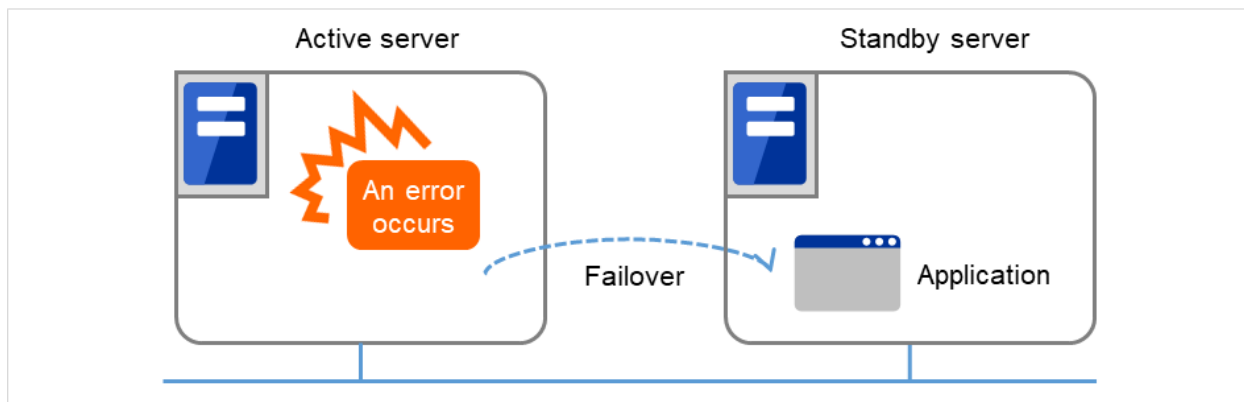 Active server
Standby server
An error
occurs
Failover
Application